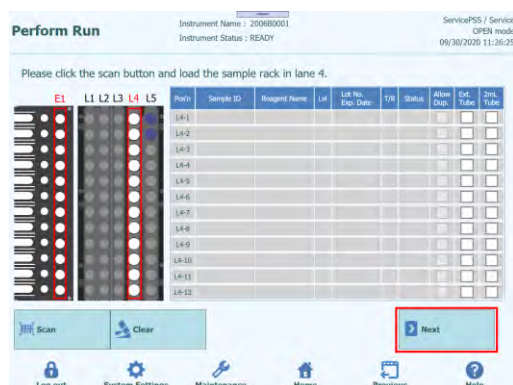 Perform Run
Instrument Name : 2006B0001
Instrument Status : READY
ServicePSS / Service
OPEN mode
09/30/2020 11:26:25
Please click the scan button and load the sample rack in lane 4.
E1 L1 L2 L3 L4 L5
Pos'n Sample ID Reagent Name Lvl Lot No. Exp. Date T/R Status Allow Dup. Ext. Tube 2mL Tube
L4-1
L4-2
L4-3
L4-4
L4-5
L4-6
L4-7
L4-8
L4-9
L4-10
L4-11
L4-12
Scan
Clear
Next
Log out System Settings Maintenance Home Previous Help